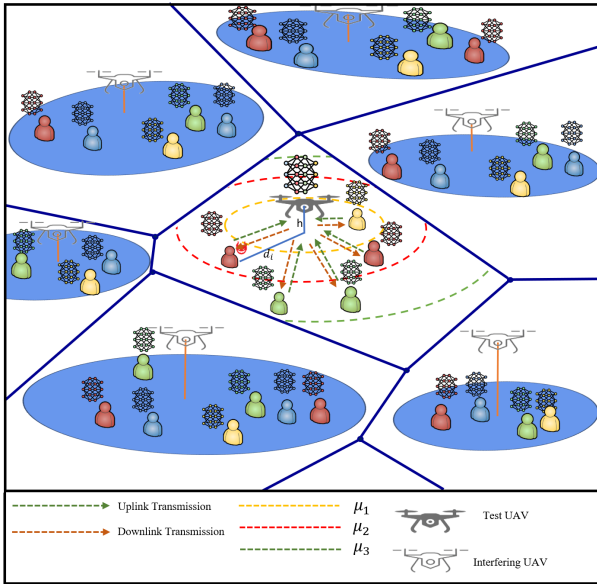 h
d_i
Uplink Transmission
μ₁
Test UAV
Downlink Transmission
μ₂
μ₃
Interfering UAV